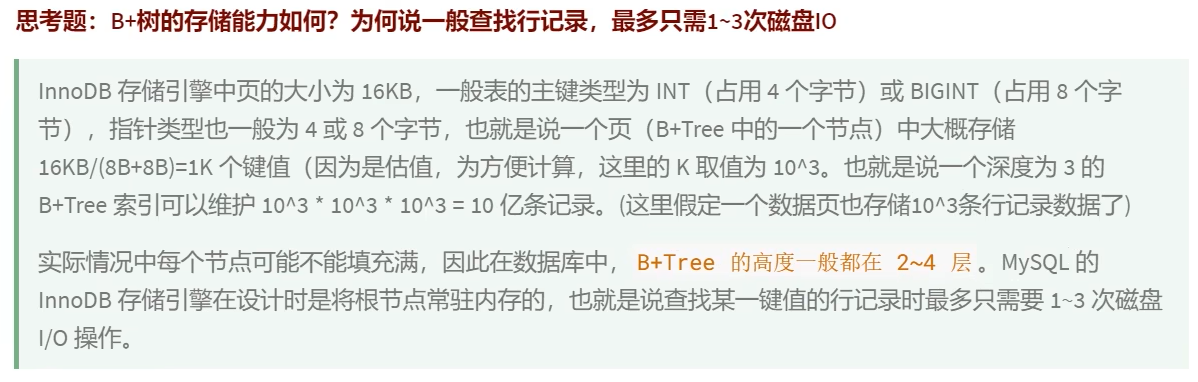 思考题：B+树的存储能力如何？为何说一般查找行记录，最多只需1~3次磁盘IO
InnoDB 存储引擎中页的大小为 16KB，一般表的主键类型为 INT（占用 4 个字节）或 BIGINT（占用 8 个字
节），指针类型也一般为 4 或 8 个字节，也就是说一个页（B+Tree 中的一个节点）中大概存储
16KB/(8B+8B)=1K 个键值（因为是估值，为方便计算，这里的 K 取值为 10^3。也就是说一个深度为 3 的
B+Tree 索引可以维护 10^3 * 10^3 * 10^3 = 10 亿条记录。(这里假定一个数据页也存储10^3条行记录数据了)
实际情况中每个节点可能不能填充满，因此在数据库中， B+Tree 的高度一般都在 2~4 层 。MySQL 的
InnoDB 存储引擎在设计时是将根节点常驻内存的，也就是说查找某一键值的行记录时最多只需要 1~3 次磁盘
I/O 操作。